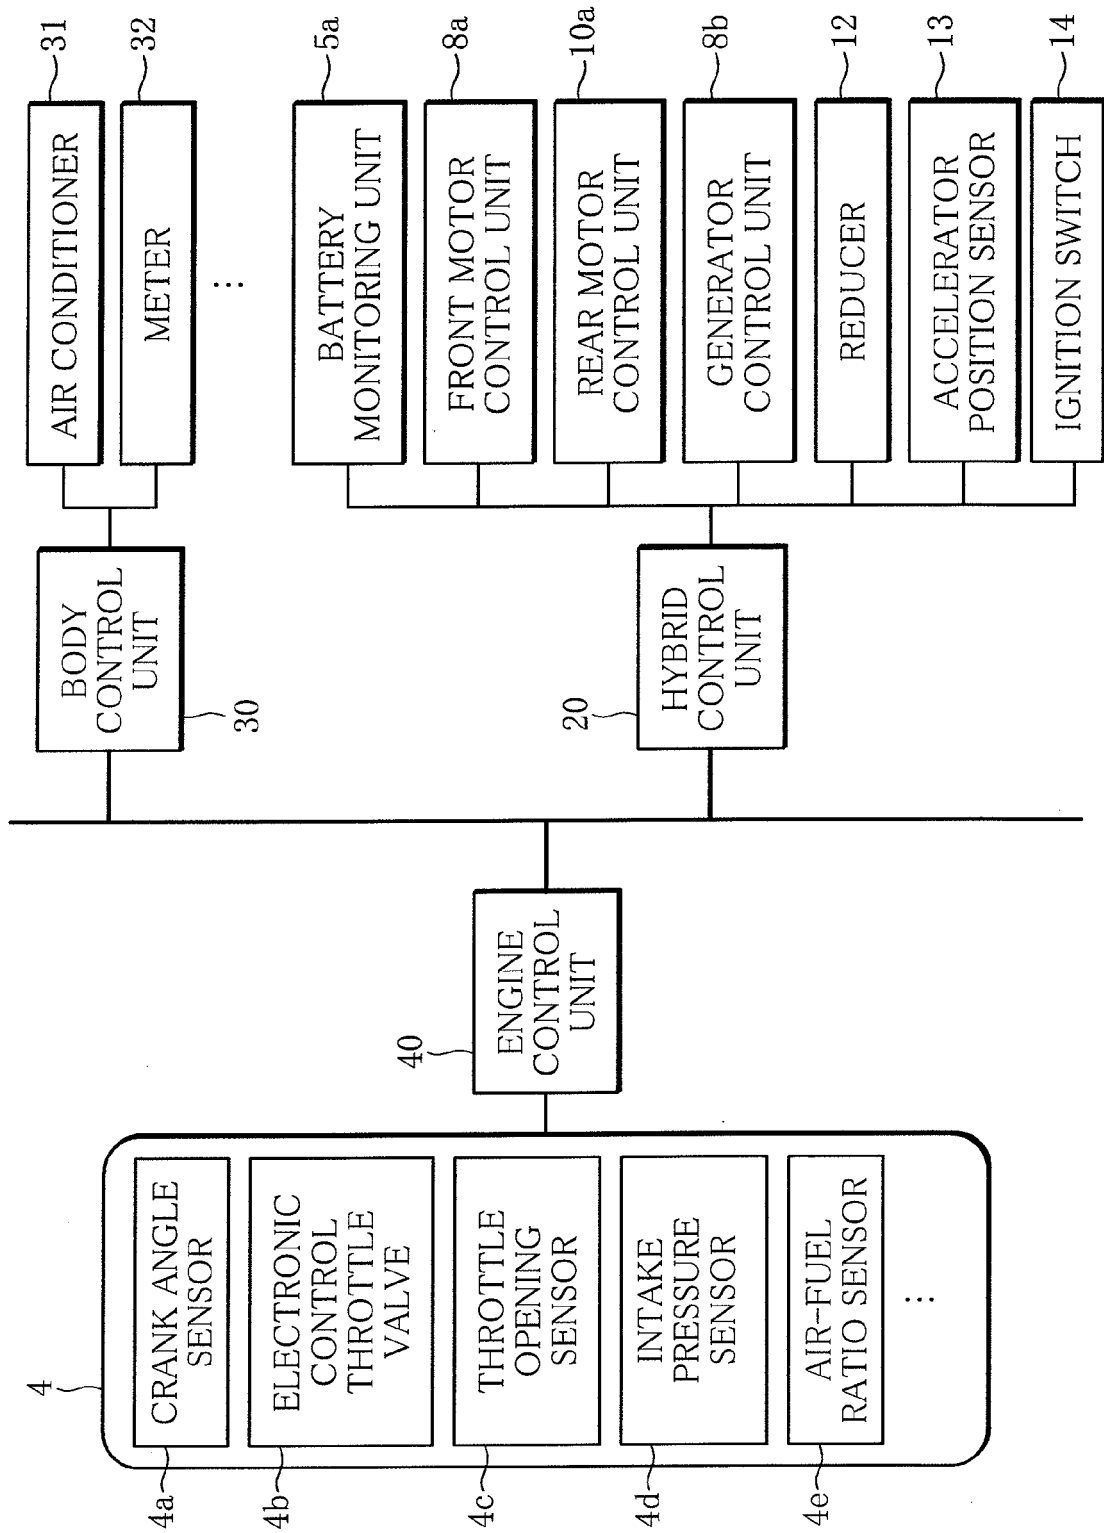 4
4a
CRANK ANGLE
SENSOR
4b
ELECTRONIC
CONTROL
THROTTLE
VALVE
4c
THROTTLE
OPENING
SENSOR
4d
INTAKE
PRESSURE
SENSOR
4e
AIR-FUEL
RATIO SENSOR
...
40
ENGINE
CONTROL
UNIT
BODY
CONTROL
UNIT
30
20
HYBRID
CONTROL
UNIT
AIR CONDITIONER
31
METER
32
...
BATTERY
MONITORING UNIT
5a
FRONT MOTOR
CONTROL UNIT
8a
REAR MOTOR
CONTROL UNIT
10a
GENERATOR
CONTROL UNIT
8b
REDUCER
12
ACCELERATOR
POSITION SENSOR
13
IGNITION SWITCH
14